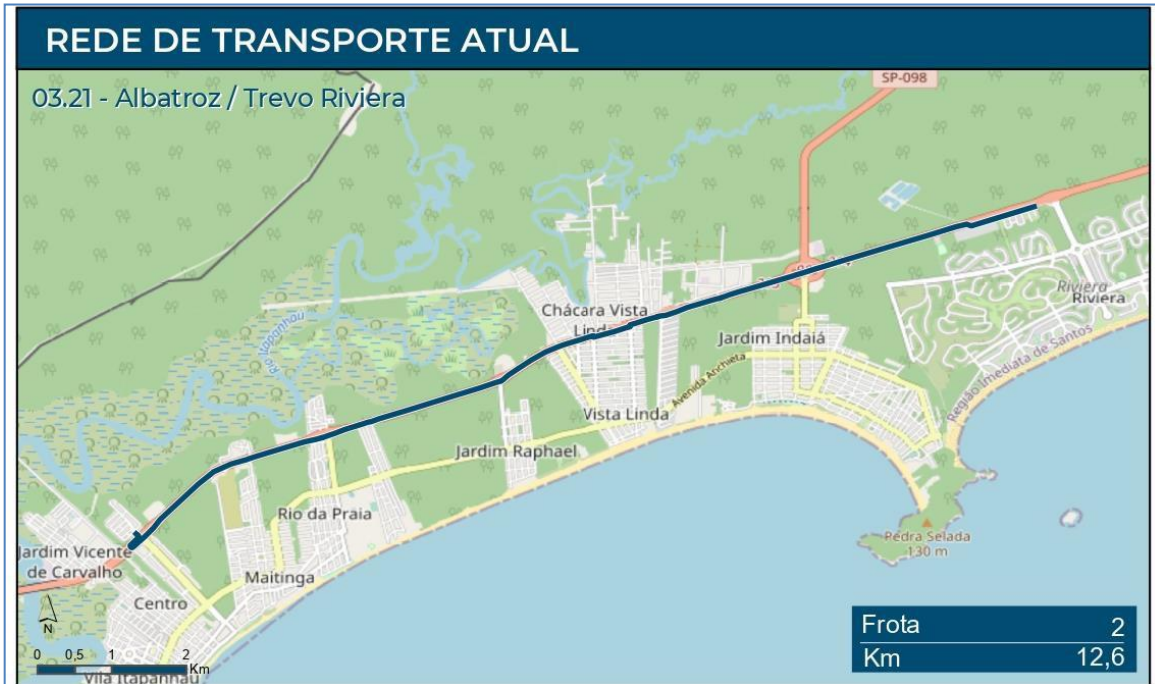 REDE DE TRANSPORTE ATUAL
03.21 - Albatroz / Trevo Riviera
SP-098
Rio Itapanhaú
Chácara Vista
Linda
Jardim Indaiá
Riviera
Riviera
Região Imediata de Santos
Avenida Anchieta
Vista Linda
Jardim Raphael
Rio da Praia
Pedra Selada
130 m
Jardim Vicente
de Carvalho
Maitinga
Centro
N
0 0,5 1 2
Km
Vila Itapanhaú
Frota 2
Km 12,6